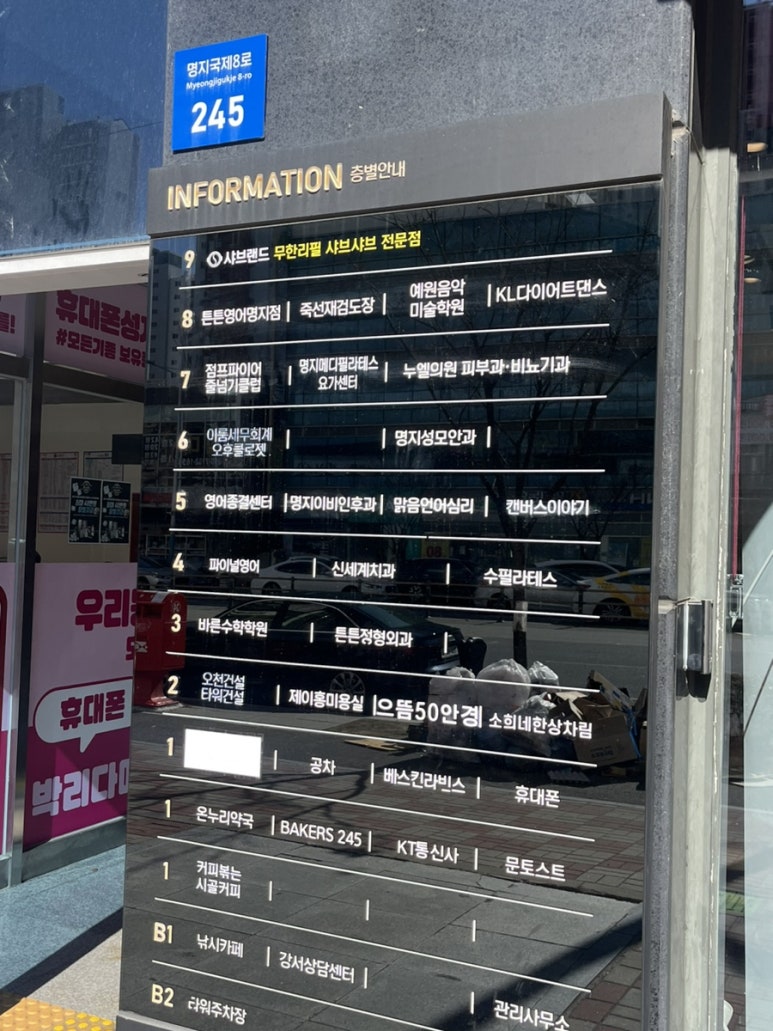 명지국제8로
Myeongjigukje 8-ro
245
INFORMATION 층별안내
9 샤브랜드 무한리필 샤브샤브 전문점
8 튼튼영어명지점 죽선재검도장 예원음악 미술학원 KL다이어트댄스
7 점프파이어 줄넘기클럽 명지메디필라테스 요가센터 누엘의원 피부과·비뇨기과
6 이룸세무회계 오후클로젯 명지성모안과
5 영어종결센터 명지이비인후과 맑음언어심리 캔버스이야기
4 파이널영어 신세계치과 수필라테스
3 바른수학학원 튼튼정형외과
2 오천건설 타워건설 제이홍미용실 으뜸50안경 소희네한상차림
1 공차 베스킨라빈스 휴대폰
1 온누리약국 BAKERS 245 KT통신사 문토스트
1 커피볶는 시골커피
B1 낚시카페 강서상담센터
B2 타워주차장 관리사무소
휴대폰성
#모든기종 보유
우리
휴대폰
박리다